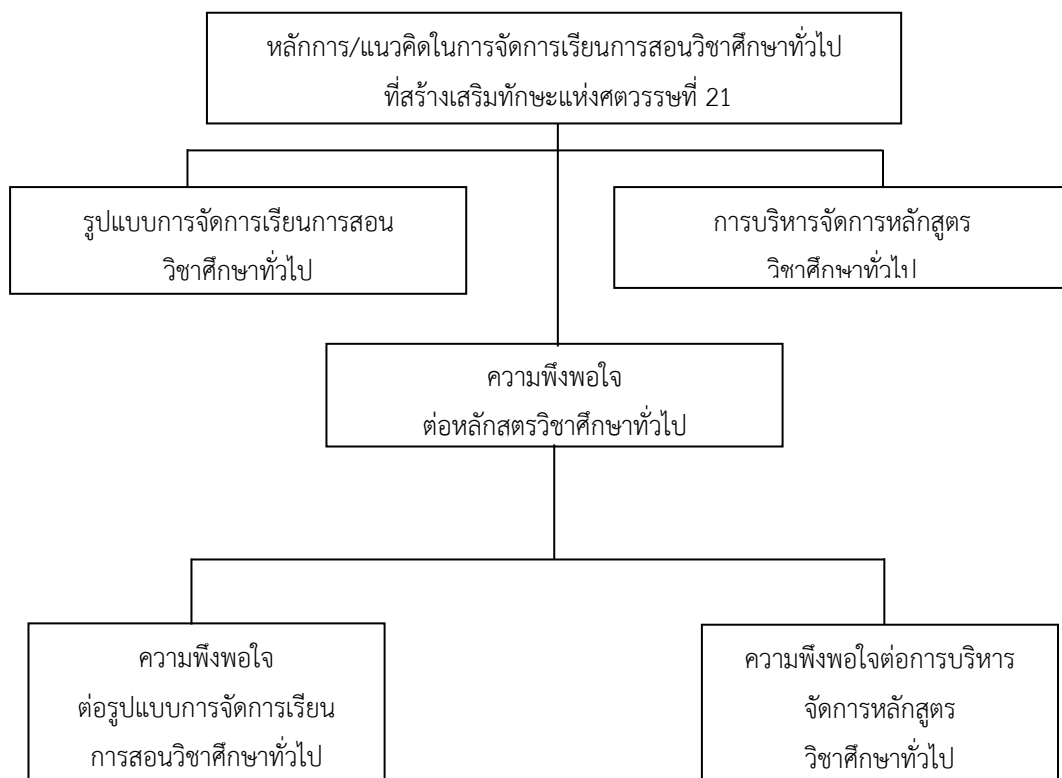 หลักการ/แนวคิดในการจัดการเรียนการสอนวิชาศึกษาทั่วไป
ที่สร้างเสริมทักษะแห่งศตวรรษที่ 21
รูปแบบการจัดการเรียนการสอน
วิชาศึกษาทั่วไป
การบริหารจัดการหลักสูตร
วิชาศึกษาทั่วไป
ความพึงพอใจ
ต่อหลักสตรวิชาศึกษาทั่วไป
ความพึงพอใจ
ต่อรูปแบบการจัดการเรียน
การสอนวิชาศึกษาทั่วไป
ความพึงพอใจต่อการบริหาร
จัดการหลักสูตร
วิชาศึกษาทั่วไป